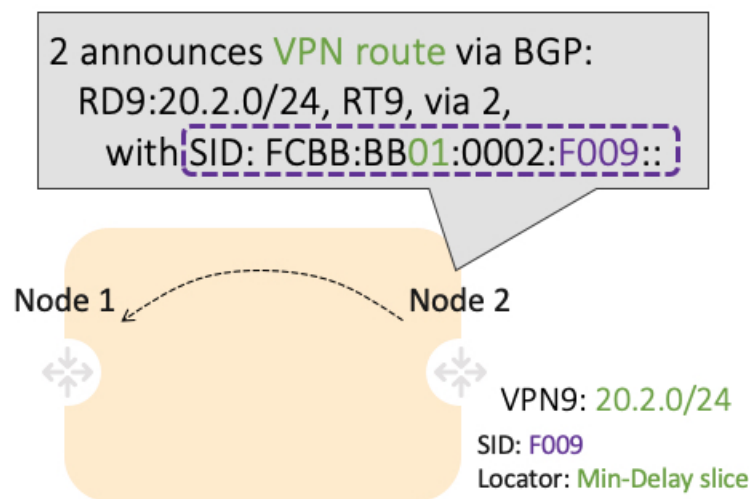 2 announces VPN route via BGP:
RD9:20.2.0/24, RT9, via 2,
with SID: FCBB:BB01:0002:F009::
Node 1
Node 2
VPN9: 20.2.0/24
SID: F009
Locator: Min-Delay slice